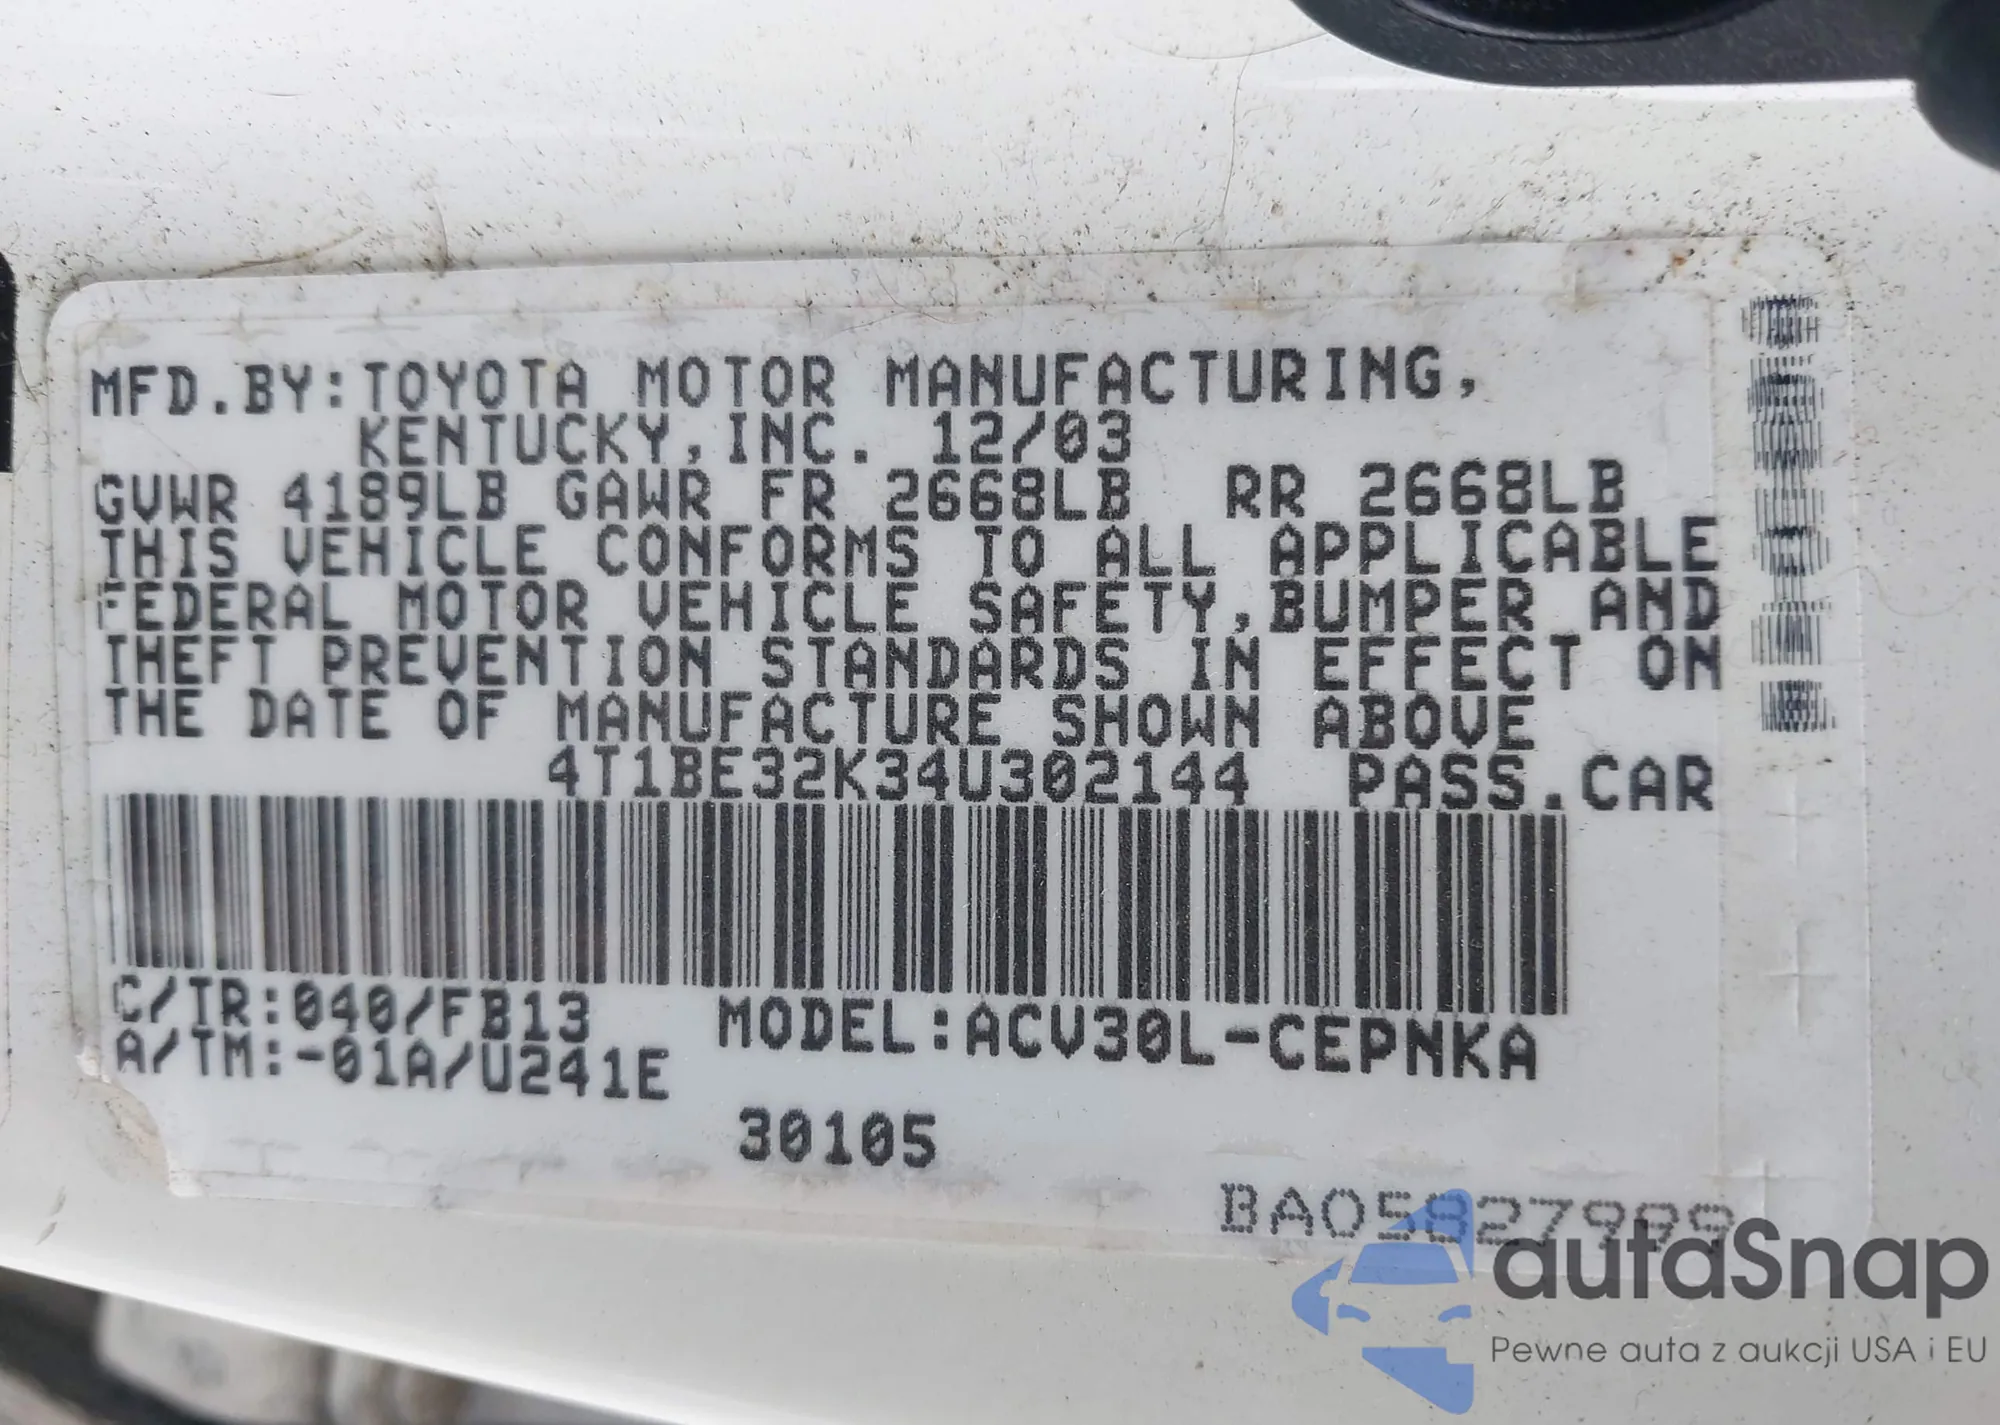 MFD.BY:TOYOTA MOTOR MANUFACTURING,
KENTUCKY,INC. 12/03
GVWR 4189LB GAWR FR 2668LB RR 2668LB
THIS VEHICLE CONFORMS TO ALL APPLICABLE
FEDERAL MOTOR VEHICLE SAFETY,BUMPER AND
THEFT PREVENTION STANDARDS IN EFFECT ON
THE DATE OF MANUFACTURE SHOWN ABOVE
4T1BE32K34U302144 PASS.CAR
C/TR:040/FB13 MODEL:ACV30L-CEPNKA
A/TM:-01A/U241E
30105
BA05827999
autoSnap
Pewne auta z aukcji USA i EU